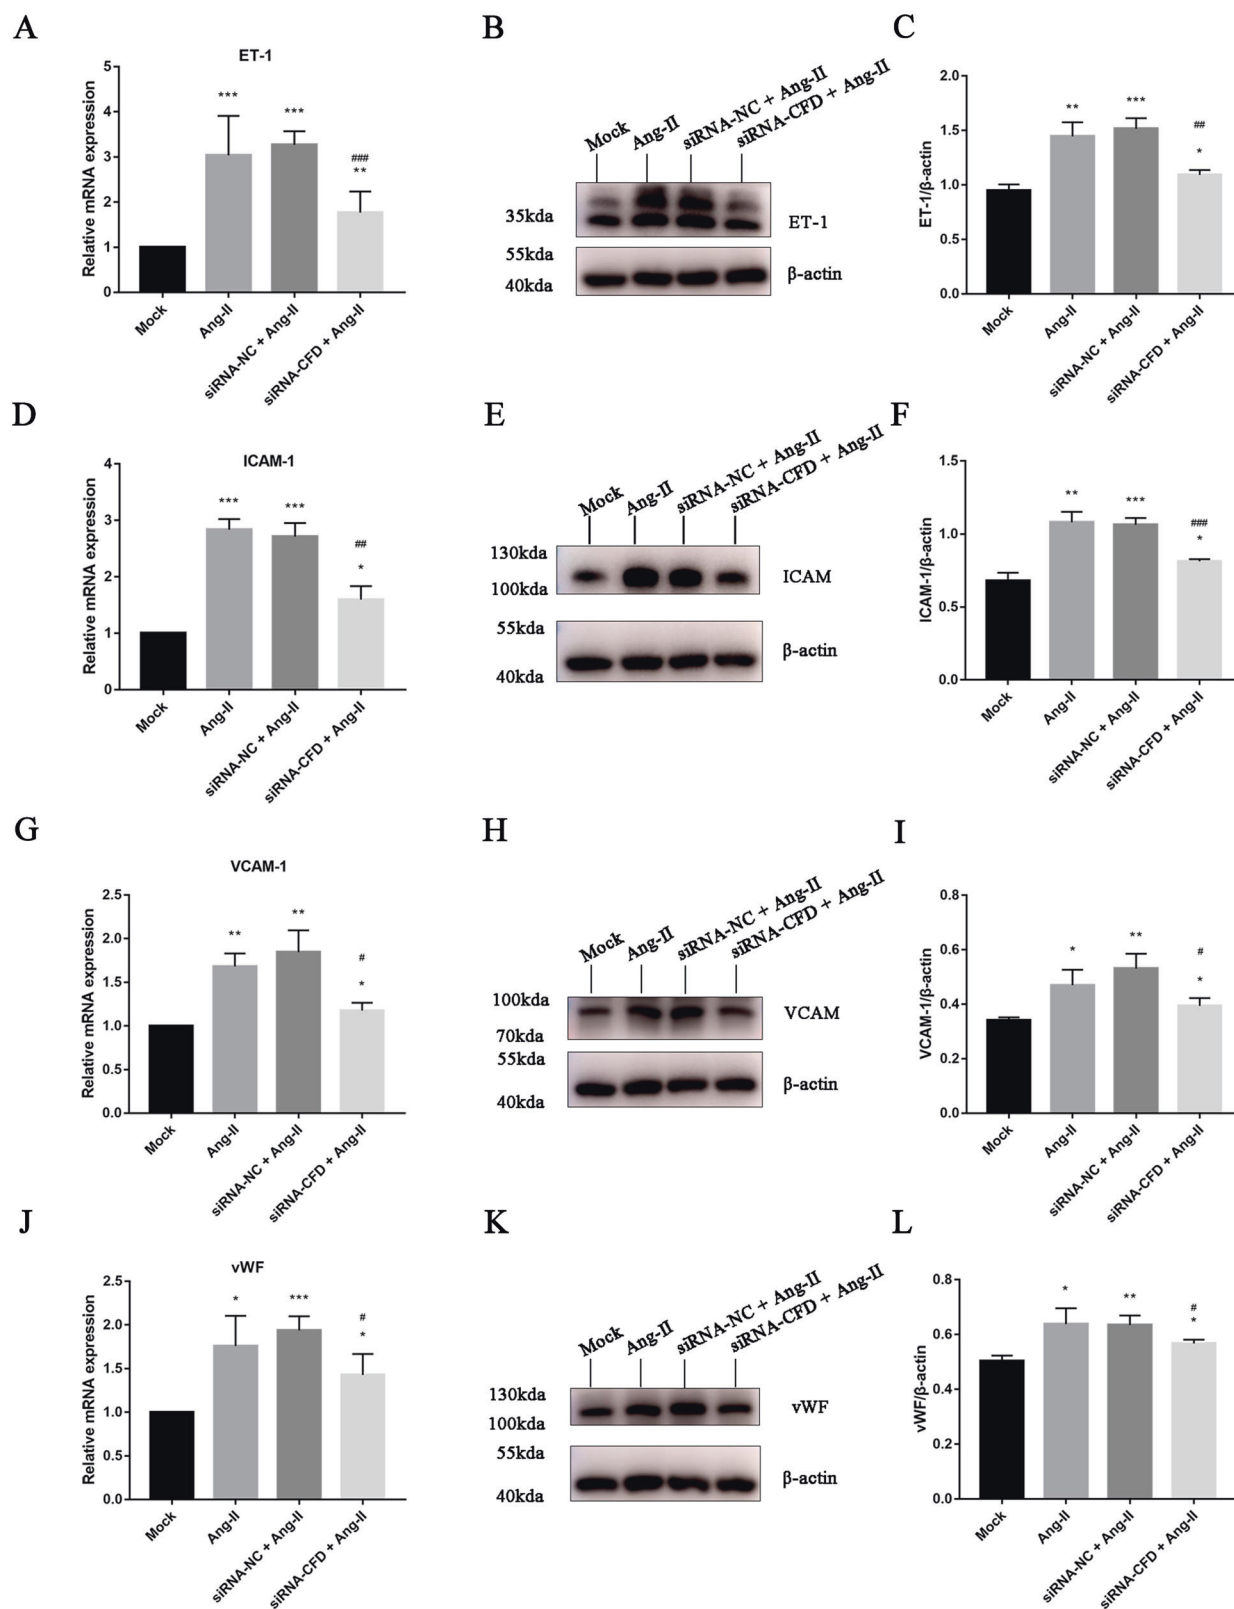 A
ET-1
Relative mRNA expression
5
4
3
2
1
0
***
***
###
**
Mock
Ang-II
siRNA-NC + Ang-II
siRNA-CFD + Ang-II
B
Mock
Ang-II
siRNA-NC + Ang-II
siRNA-CFD + Ang-II
35kda
ET-1
55kda
β-actin
40kda
C
ET-1/β-actin
2.0
1.5
1.0
0.5
0.0
**
***
##
*
Mock
Ang-II
siRNA-NC + Ang-II
siRNA-CFD + Ang-II
D
ICAM-1
Relative mRNA expression
4
3
2
1
0
***
***
##
*
Mock
Ang-II
siRNA-NC + Ang-II
siRNA-CFD + Ang-II
E
Mock
Ang-II
siRNA-NC + Ang-II
siRNA-CFD + Ang-II
130kda
ICAM
100kda
55kda
β-actin
40kda
F
ICAM-1/β-actin
1.5
1.0
0.5
0.0
**
***
###
*
Mock
Ang-II
siRNA-NC + Ang-II
siRNA-CFD + Ang-II
G
VCAM-1
Relative mRNA expression
2.5
2.0
1.5
1.0
0.5
0.0
**
**
#
*
Mock
Ang-II
siRNA-NC + Ang-II
siRNA-CFD + Ang-II
H
Mock
Ang-II
siRNA-NC + Ang-II
siRNA-CFD + Ang-II
100kda
VCAM
70kda
55kda
β-actin
40kda
I
VCAM-1/β-actin
0.8
0.6
0.4
0.2
0.0
*
**
#
*
Mock
Ang-II
siRNA-NC + Ang-II
siRNA-CFD + Ang-II
J
vWF
Relative mRNA expression
2.5
2.0
1.5
1.0
0.5
0.0
*
***
#
*
Mock
Ang-II
siRNA-NC + Ang-II
siRNA-CFD + Ang-II
K
Mock
Ang-II
siRNA-NC + Ang-II
siRNA-CFD + Ang-II
130kda
vWF
100kda
55kda
β-actin
40kda
L
vWF/β-actin
0.8
0.6
0.4
0.2
0.0
*
**
#
*
Mock
Ang-II
siRNA-NC + Ang-II
siRNA-CFD + Ang-II